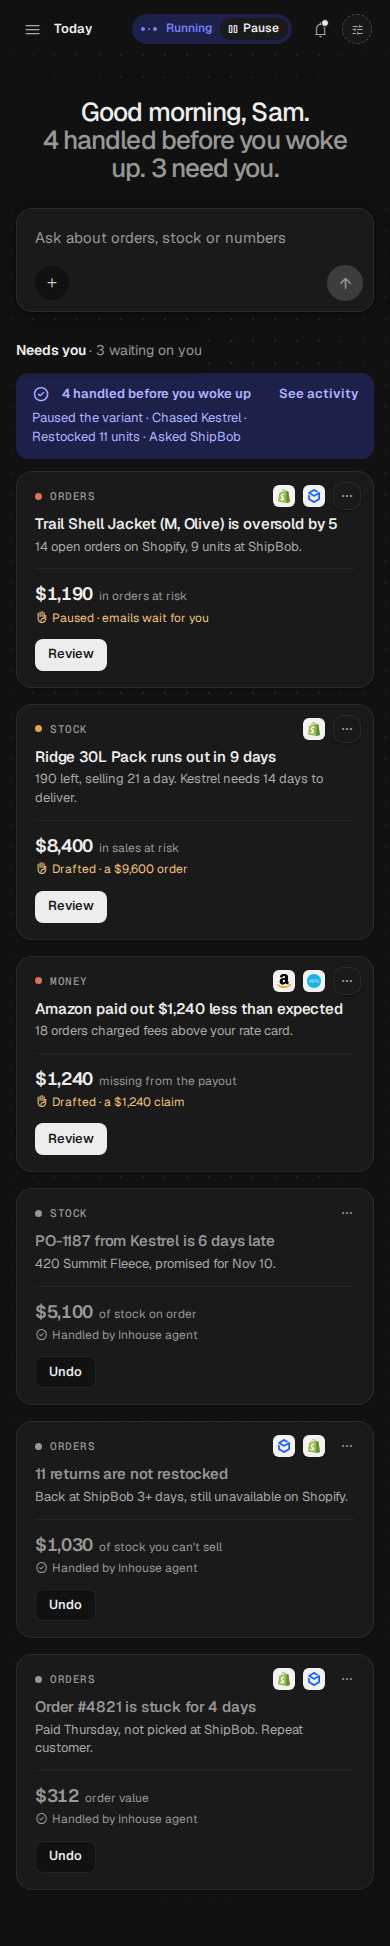 Today
Running
Pause
Good morning, Sam.
4 handled before you woke
up. 3 need you.
Ask about orders, stock or numbers
Needs you · 3 waiting on you
4 handled before you woke up
See activity
Paused the variant · Chased Kestrel ·
Restocked 11 units · Asked ShipBob
ORDERS
Trail Shell Jacket (M, Olive) is oversold by 5
14 open orders on Shopify, 9 units at ShipBob.
$1,190 in orders at risk
Paused · emails wait for you
Review
STOCK
Ridge 30L Pack runs out in 9 days
190 left, selling 21 a day. Kestrel needs 14 days to
deliver.
$8,400 in sales at risk
Drafted · a $9,600 order
Review
MONEY
Amazon paid out $1,240 less than expected
18 orders charged fees above your rate card.
$1,240 missing from the payout
Drafted · a $1,240 claim
Review
STOCK
PO-1187 from Kestrel is 6 days late
420 Summit Fleece, promised for Nov 10.
$5,100 of stock on order
Handled by Inhouse agent
Undo
ORDERS
11 returns are not restocked
Back at ShipBob 3+ days, still unavailable on Shopify.
$1,030 of stock you can't sell
Handled by Inhouse agent
Undo
ORDERS
Order #4821 is stuck for 4 days
Paid Thursday, not picked at ShipBob. Repeat
customer.
$312 order value
Handled by Inhouse agent
Undo